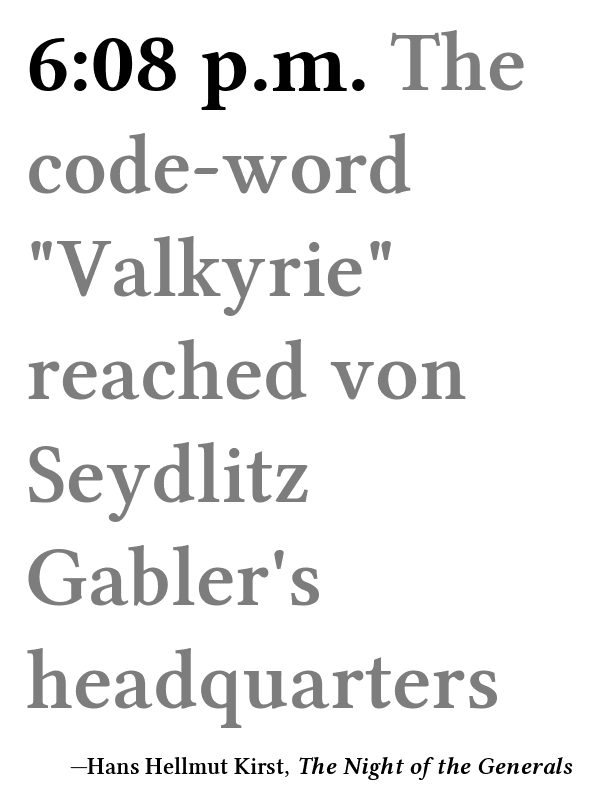 6:08 p.m. The
code-word
"Valkyrie"
reached von
Seydlitz
Gabler's
headquarters
—Hans Hellmut Kirst, The Night of the Generals